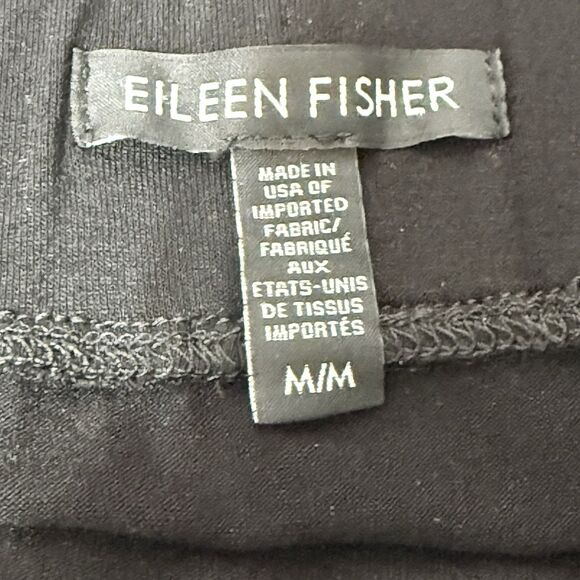 EILEEN FISHER
MADE IN
USA OF
IMPORTED
FABRIC/
FABRIQUÉ
AUX
ETATS-UNIS
DE TISSUS
IMPORTÉS
M/M